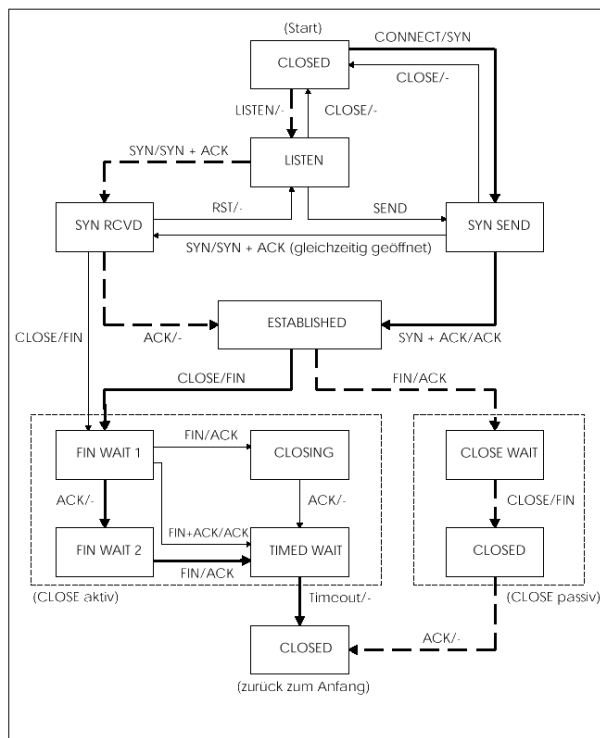 (Start)
CONNECT/SYN
CLOSED
CLOSE/-
LISTEN/-
CLOSE/-
SYN/SYN + ACK
LISTEN
RST/-
SEND
SYN RCVD
SYN SEND
SYN/SYN + ACK (gleichzeitig geöffnet)
ESTABLISHED
CLOSE/FIN
ACK/-
SYN + ACK/ACK
CLOSE/FIN
FIN/ACK
FIN WAIT 1
FIN/ACK
CLOSING
CLOSE WAIT
ACK/-
ACK/-
CLOSE/FIN
FIN+ACK/ACK
FIN WAIT 2
TIMED WAIT
CLOSED
FIN/ACK
(CLOSE aktiv)
Timeout/-
(CLOSE passiv)
CLOSED
ACK/-
(zurück zum Anfang)